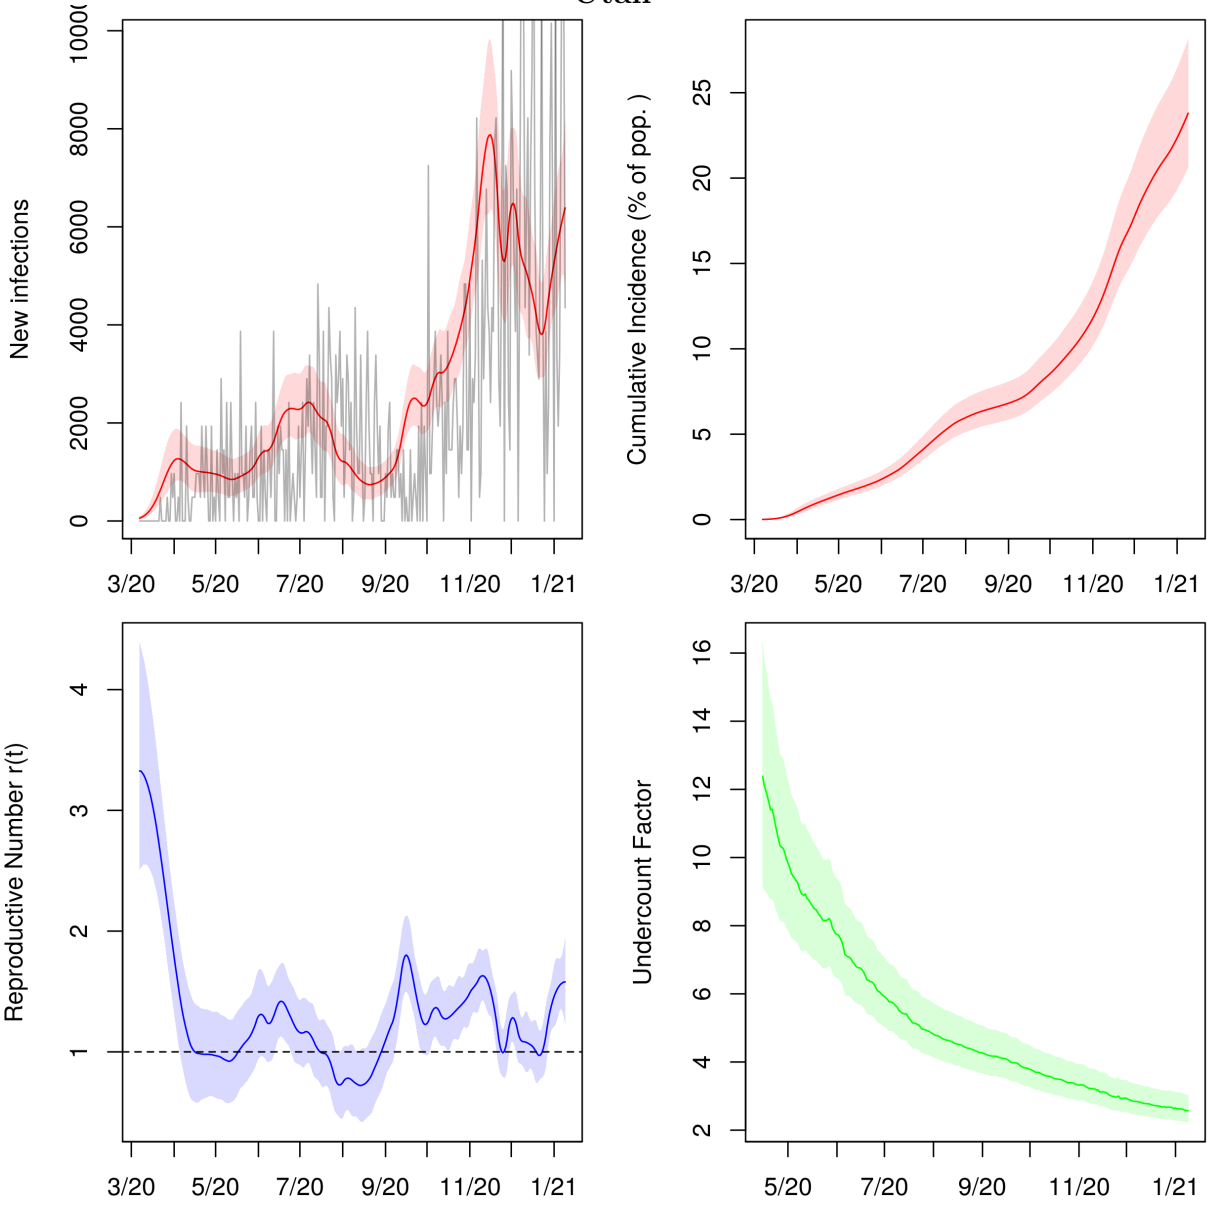 Utah
New infections
0
2000
4000
6000
8000
10000
3/20 5/20 7/20 9/20 11/20 1/21
Cumulative Incidence (% of pop. )
0
5
10
15
20
25
3/20 5/20 7/20 9/20 11/20 1/21
Reproductive Number r(t)
1
2
3
4
3/20 5/20 7/20 9/20 11/20 1/21
Undercount Factor
2
4
6
8
10
12
14
16
5/20 7/20 9/20 11/20 1/21